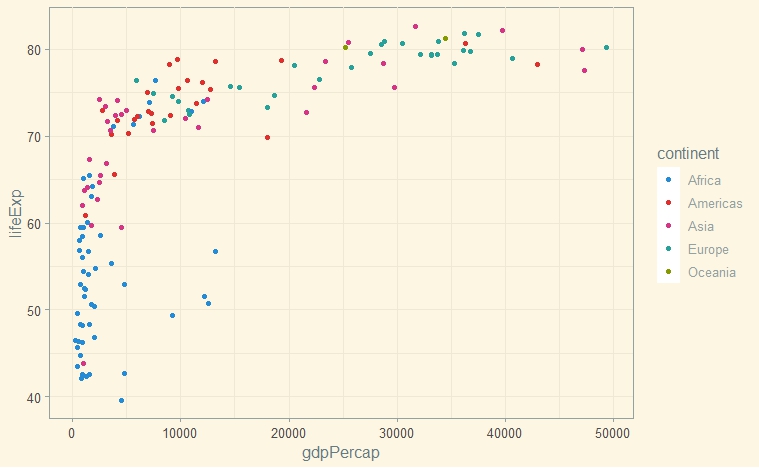 80
70
60
50
40
lifeExp
0
10000
20000
30000
40000
50000
gdpPercap
continent
Africa
Americas
Asia
Europe
Oceania